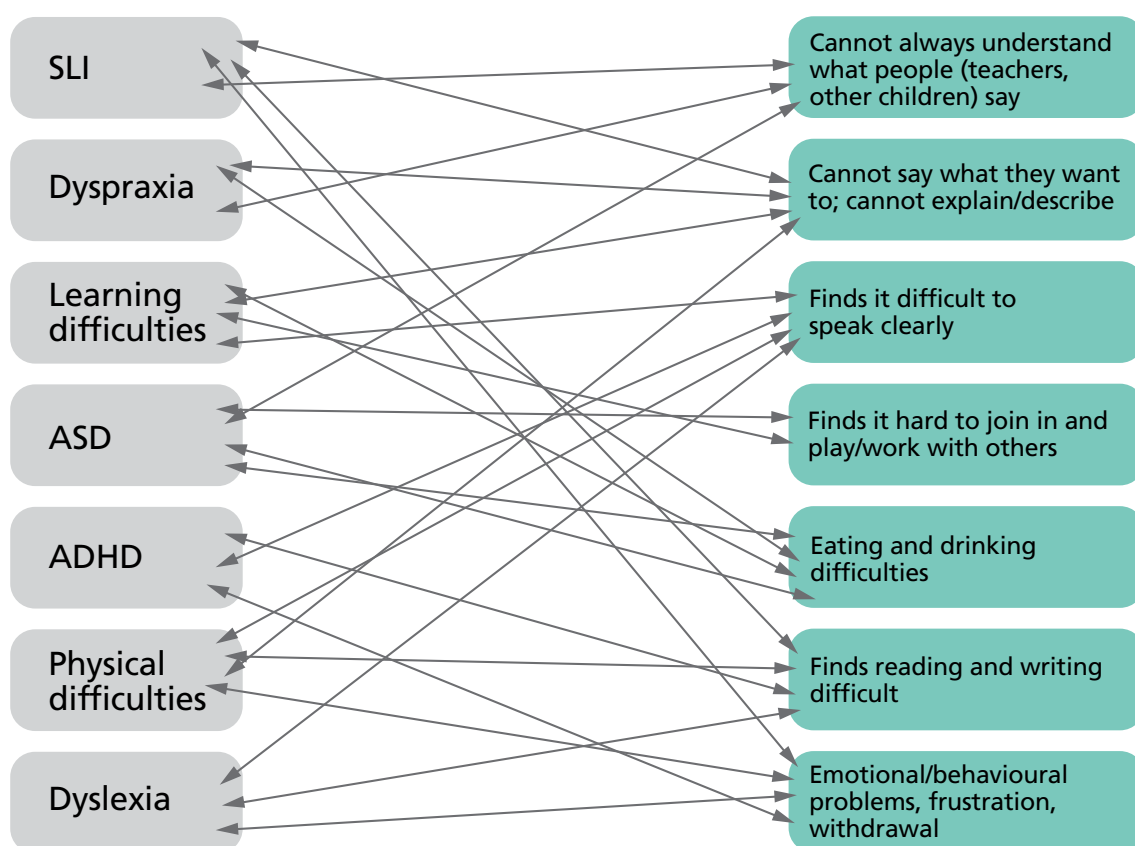 SLI
Cannot always understand
what people (teachers,
other children) say
Dyspraxia
Cannot say what they want
to; cannot explain/describe
Learning
difficulties
Finds it difficult to
speak clearly
ASD
Finds it hard to join in and
play/work with others
ADHD
Eating and drinking
difficulties
Physical
difficulties
Finds reading and writing
difficult
Dyslexia
Emotional/behavioural
problems, frustration,
withdrawal